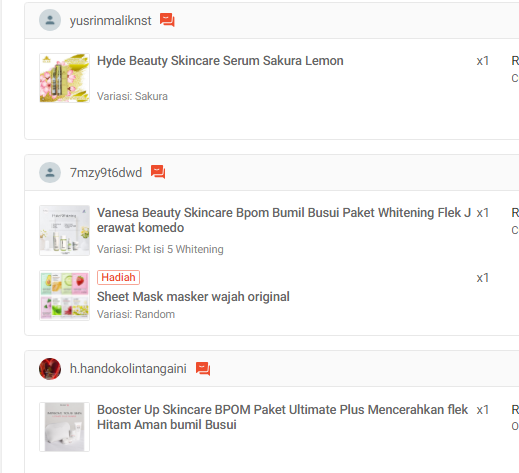 yusrinmaliknst
Hyde Beauty Skincare Serum Sakura Lemon
x1
R
Variasi: Sakura
7mzy9t6dwd
Vanesa Beauty Skincare Bpom Bumil Busui Paket Whitening Flek J
erawat komedo
x1
R
C
Variasi: Pkt isi 5 Whitening
Hadiah
x1
Sheet Mask masker wajah original
Variasi: Random
h.handokolintangaini
Booster Up Skincare BPOM Paket Ultimate Plus Mencerahkan flek
Hitam Aman bumil Busui
x1
R